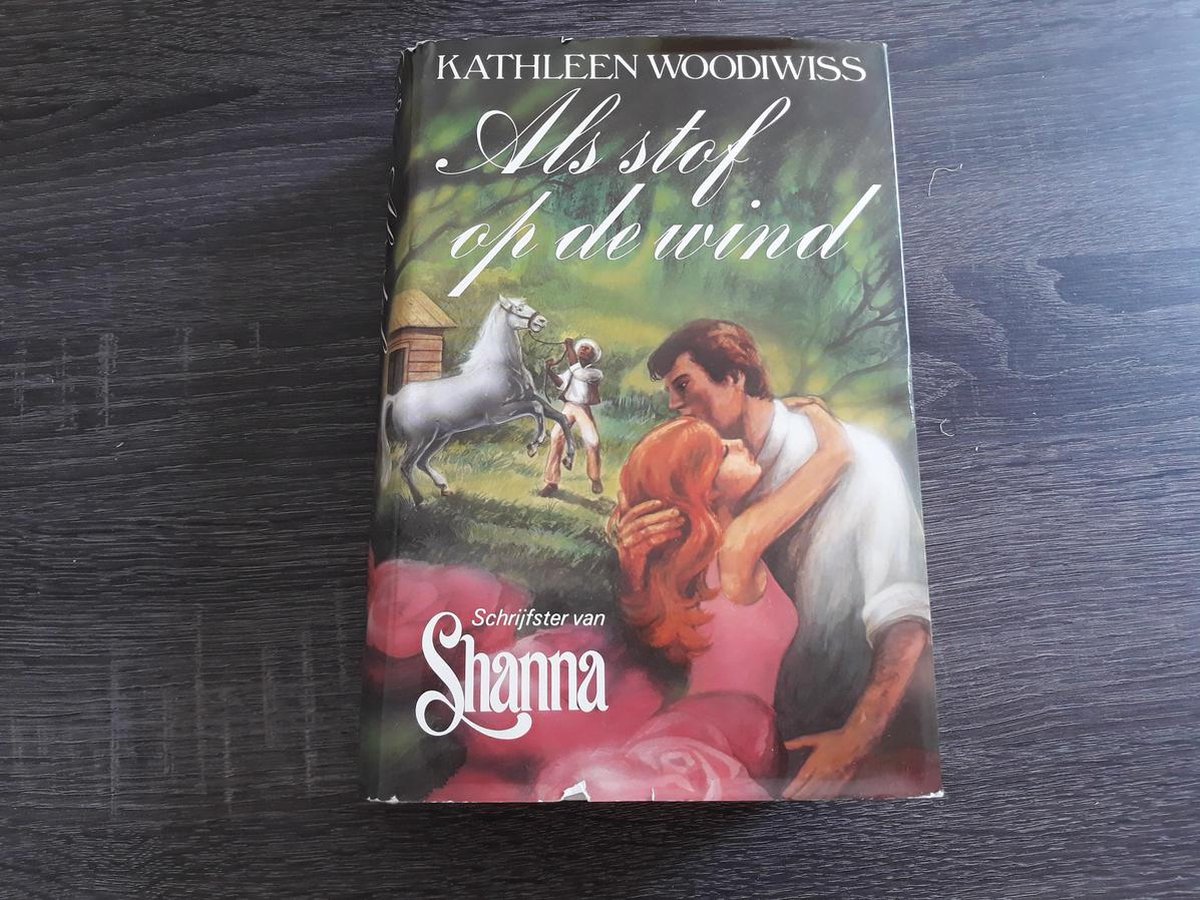 KATHLEEN WOODIWISS
Als stof
op de wind
Schrijfster van
Shanna